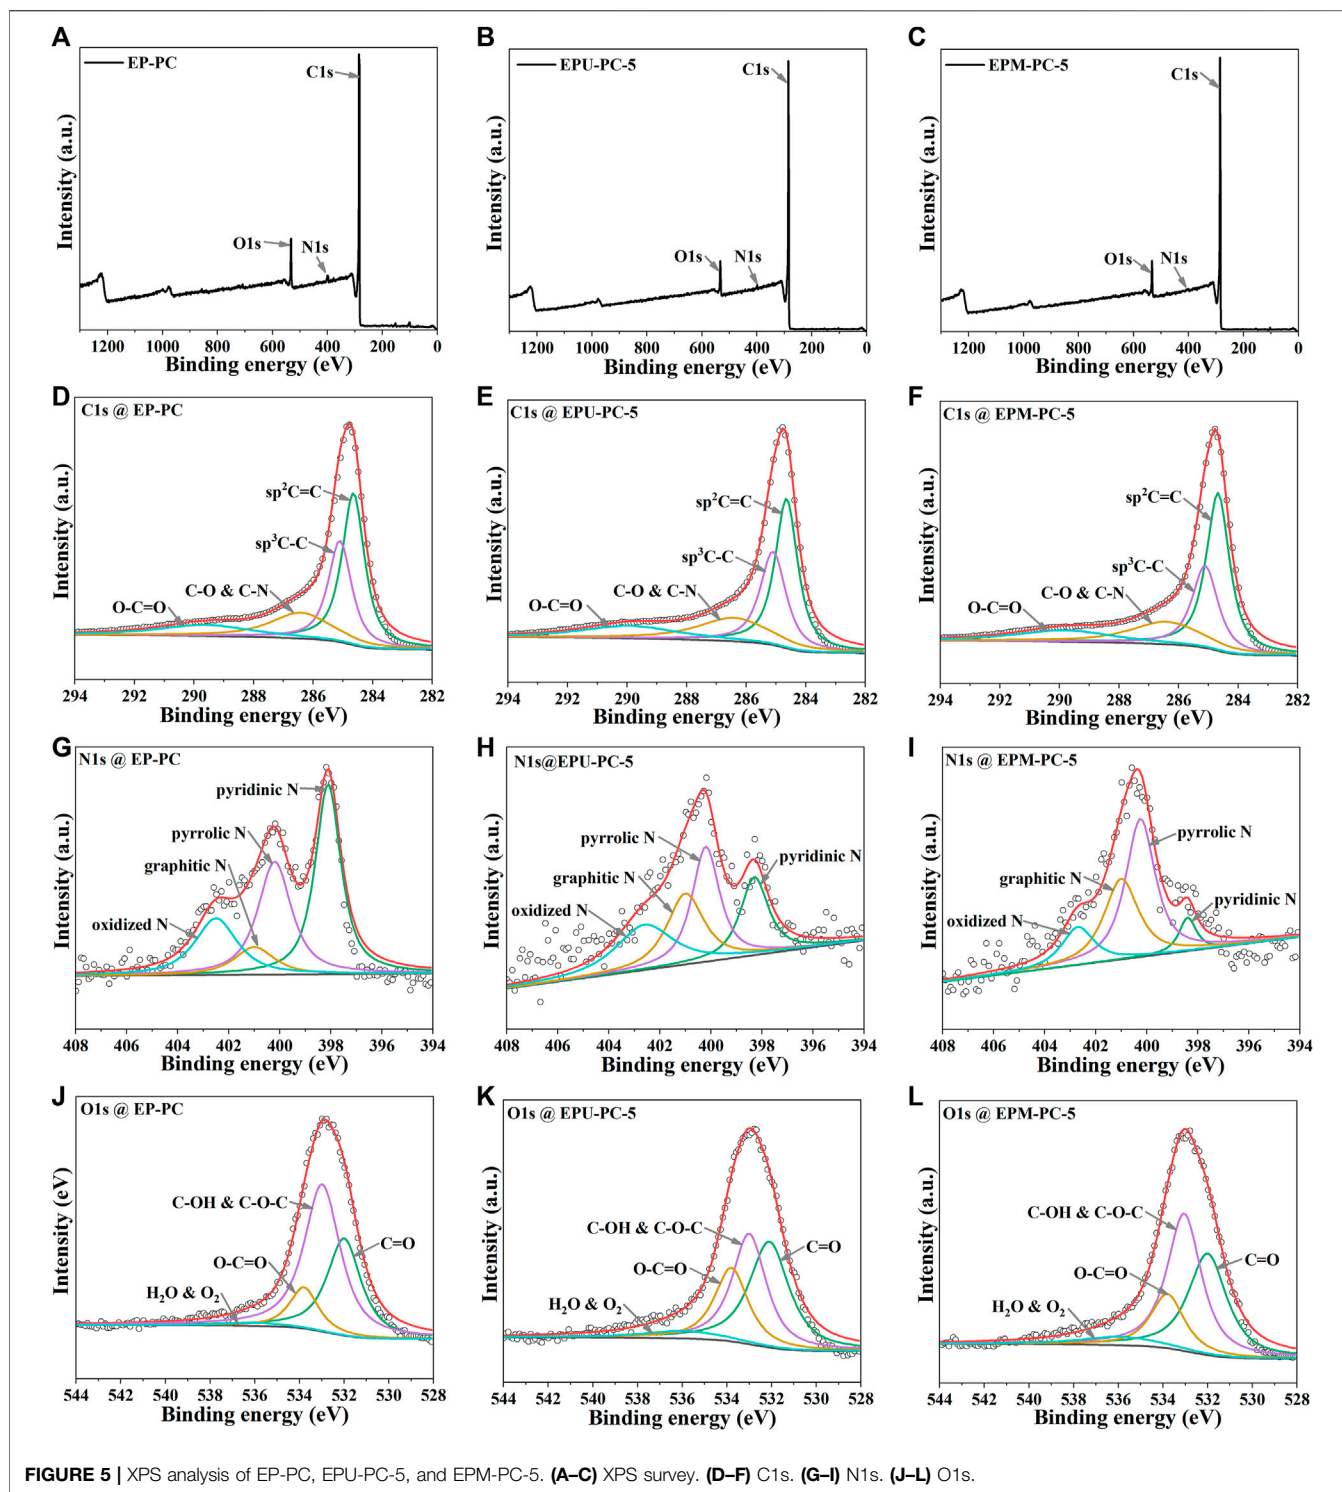 A
EP-PC
C1s
O1s
N1s
Intensity (a.u.)
1200 1000 800 600 400 200 0
Binding energy (eV)
B
EPU-PC-5
C1s
O1s
N1s
Intensity (a.u.)
1200 1000 800 600 400 200 0
Binding energy (eV)
C
EPM-PC-5
C1s
O1s
N1s
Intensity (a.u.)
1200 1000 800 600 400 200 0
Binding energy (eV)
D
C1s @ EP-PC
sp²C=C
sp³C-C
C-O & C-N
O-C=O
Intensity (a.u.)
294 292 290 288 286 284 282
Binding energy (eV)
E
C1s @ EPU-PC-5
sp²C=C
sp³C-C
C-O & C-N
O-C=O
Intensity (a.u.)
294 292 290 288 286 284 282
Binding energy (eV)
F
C1s @ EPM-PC-5
sp²C=C
sp³C-C
C-O & C-N
O-C=O
Intensity (a.u.)
294 292 290 288 286 284 282
Binding energy (eV)
G
N1s @ EP-PC
pyridinic N
pyrrolic N
graphitic N
oxidized N
Intensity (a.u.)
408 406 404 402 400 398 396 394
Binding energy (eV)
H
N1s@EPU-PC-5
pyrrolic N
pyridinic N
graphitic N
oxidized N
Intensity (a.u.)
408 406 404 402 400 398 396 394
Binding energy (eV)
I
N1s @ EPM-PC-5
pyrrolic N
graphitic N
pyridinic N
oxidized N
Intensity (a.u.)
408 406 404 402 400 398 396 394
Binding energy (eV)
J
O1s @ EP-PC
C-OH & C-O-C
C=O
O-C=O
H₂O & O₂
Intensity (eV)
544 542 540 538 536 534 532 530 528
Binding energy (eV)
K
O1s @ EPU-PC-5
C-OH & C-O-C
C=O
O-C=O
H₂O & O₂
Intensity (a.u.)
544 542 540 538 536 534 532 530 528
Binding energy (eV)
L
O1s @ EPM-PC-5
C-OH & C-O-C
C=O
O-C=O
H₂O & O₂
Intensity (a.u.)
544 542 540 538 536 534 532 530 528
Binding energy (eV)
FIGURE 5 | XPS analysis of EP-PC, EPU-PC-5, and EPM-PC-5. (A–C) XPS survey. (D–F) C1s. (G–I) N1s. (J–L) O1s.